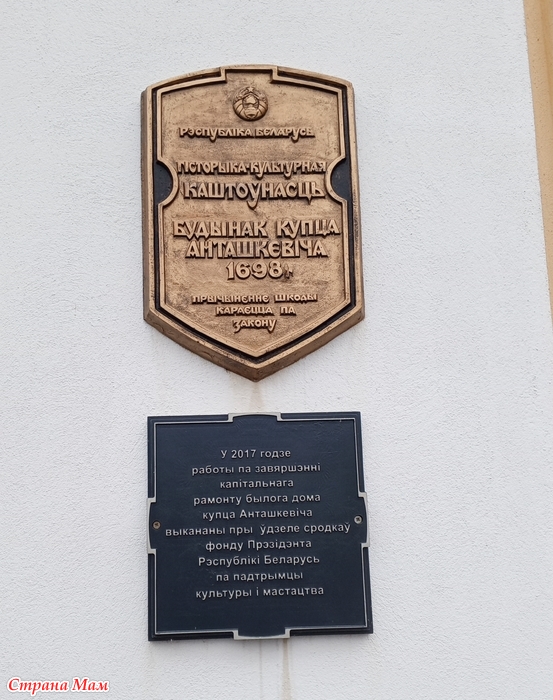 РЭСПУБЛІКА БЕЛАРУСЬ
ГІСТОРЫКА-КУЛЬТУРНАЯ
КАШТОЎНАСЦЬ
БУДЫНАК КУПЦА
АНТАШКЕВІЧА
1698 г.
ПРЫЧЫНЕННЕ ШКОДЫ
КАРАЕЦЦА ПА
ЗАКОНУ
У 2017 годзе
работы па завяршэнні
капітальнага
рамонту былога дома
купца Анташкевіча
выкананы пры ўдзеле сродкаў
фонду Прэзідэнта
Рэспублікі Беларусь
па падтрымцы
культуры і мастацтва
Страна Мам